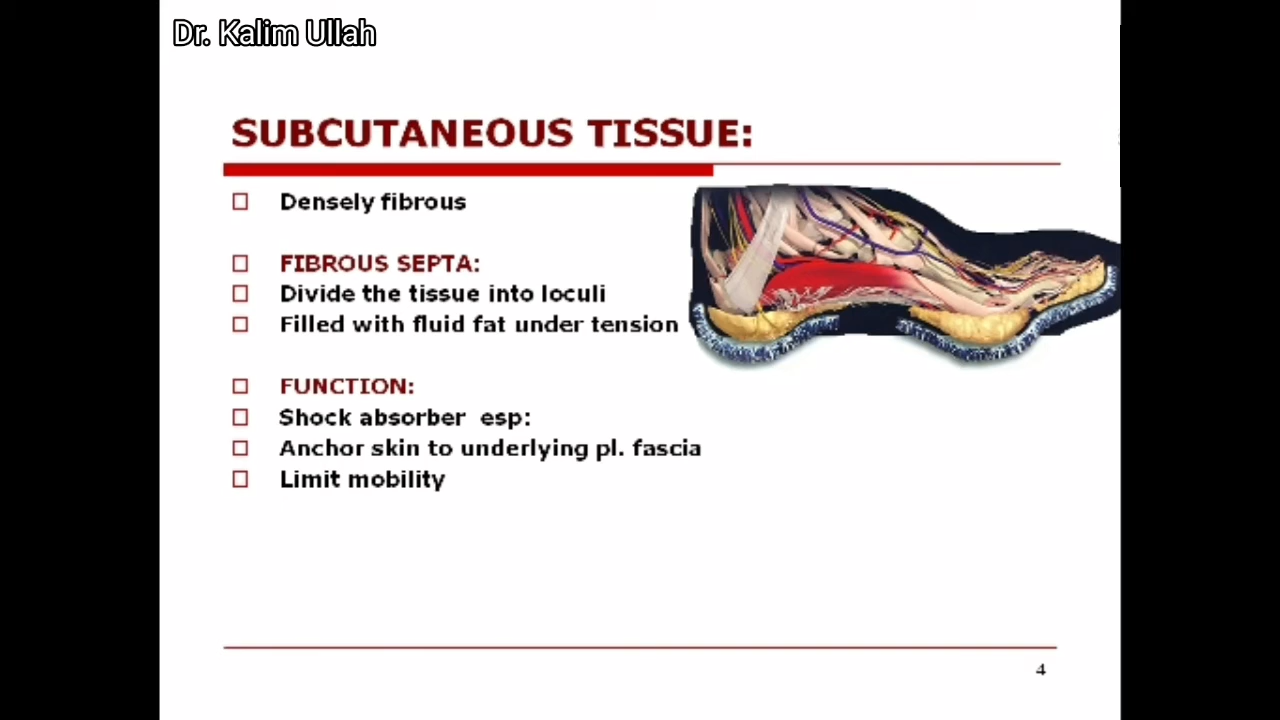 Dr. Kalim Ullah
SUBCUTANEOUS TISSUE:
Densely fibrous
FIBROUS SEPTA:
Divide the tissue into loculi
Filled with fluid fat under tension
FUNCTION:
Shock absorber esp:
Anchor skin to underlying pl. fascia
Limit mobility
4